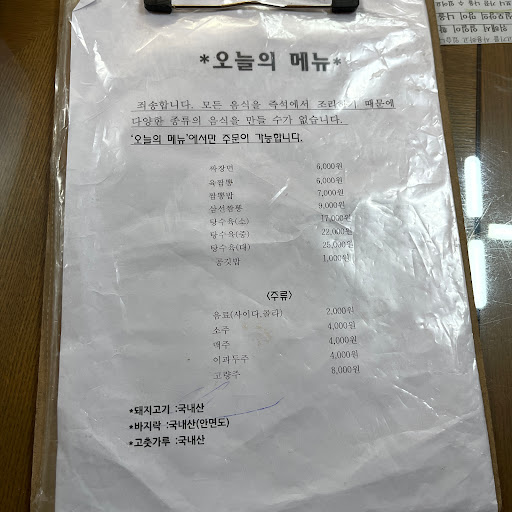 *오늘의 메뉴*
죄송합니다. 모든 음식을 즉석에서 조리하기 때문에
다양한 종류의 음식을 만들 수가 없습니다.
'오늘의 메뉴'에서만 주문이 가능합니다.
짜장면 6,000원
육짬뽕 6,000원
짬뽕밥 7,000원
삼선짬뽕 9,000원
탕수육(소) 17,000원
탕수육(중) 22,000원
탕수육(대) 25,000원
공깃밥 1,000원
<주류>
음료(사이다,콜라) 2,000원
소주 4,000원
맥주 4,000원
이과두주 4,000원
고량주 8,000원
*돼지고기 :국내산
*바지락 :국내산(안면도)
*고춧가루 :국내산